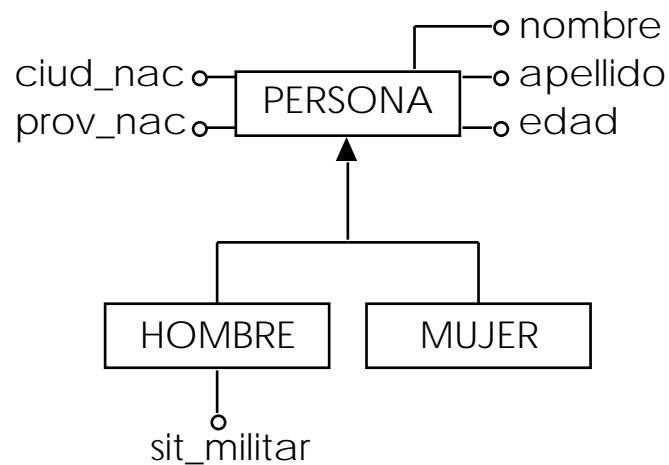 nombre
ciud_nac
PERSONA
apellido
prov_nac
edad
HOMBRE
MUJER
sit_militar